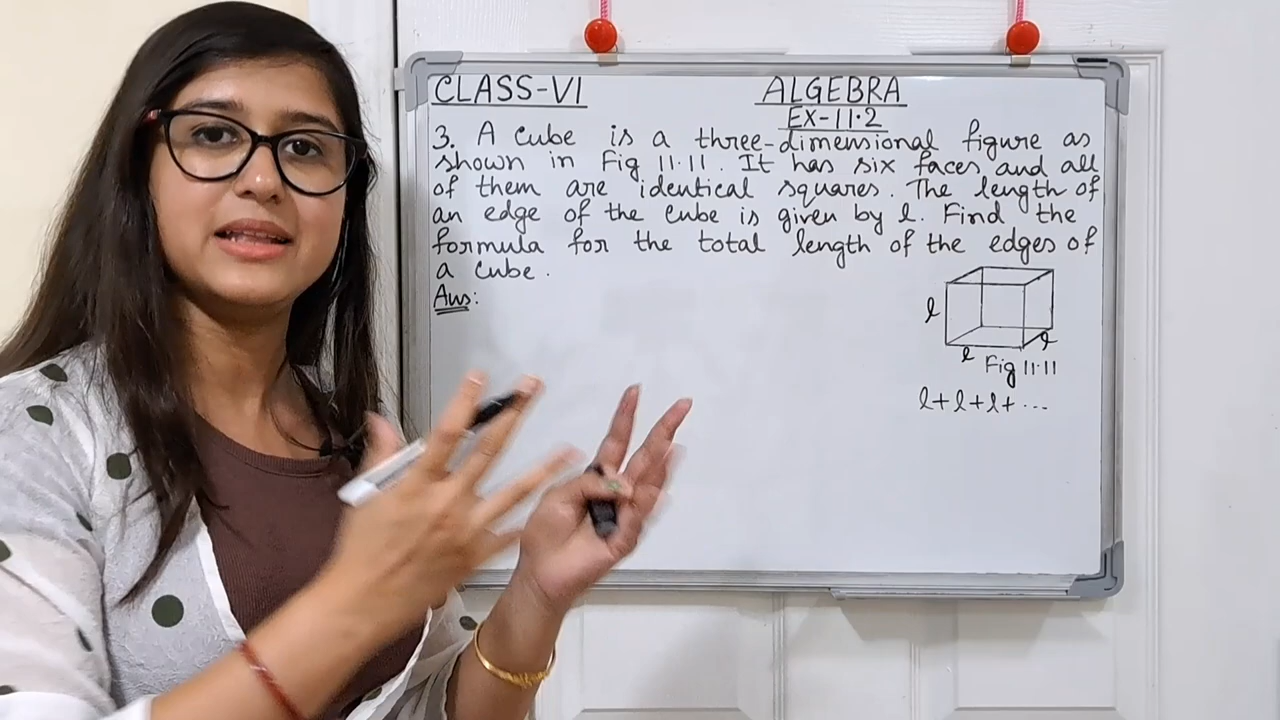 CLASS-VI
ALGEBRA
EX-11.2
3. A cube is a three-dimensional figure as
shown in Fig 11.11. It has six faces and all
of them are identical squares. The length of
an edge of the cube is given by l. Find the
formula for the total length of the edges of
a cube.
Ans:
l
l
l
Fig 11.11
l+l+l+...